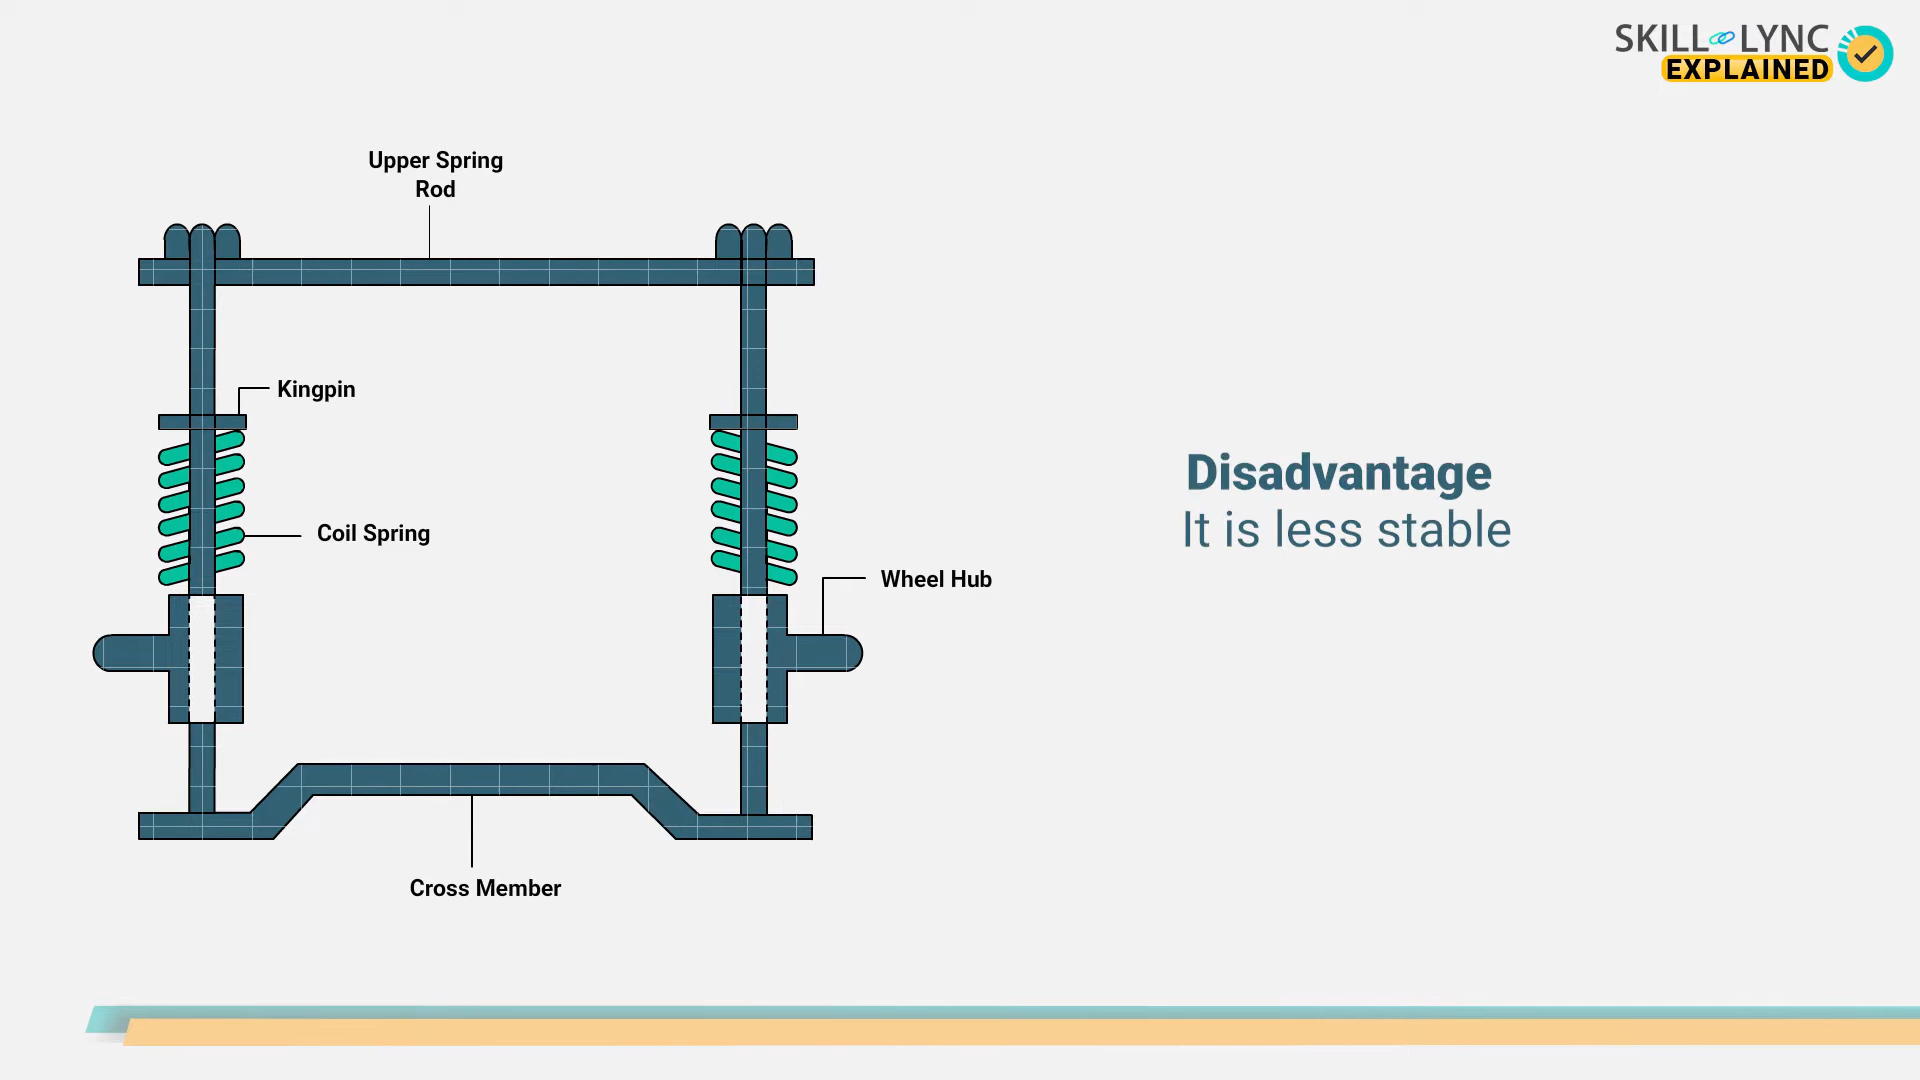 SKILL LYNC
EXPLAINED
Upper Spring
Rod
Kingpin
Coil Spring
Wheel Hub
Cross Member
Disadvantage
It is less stable